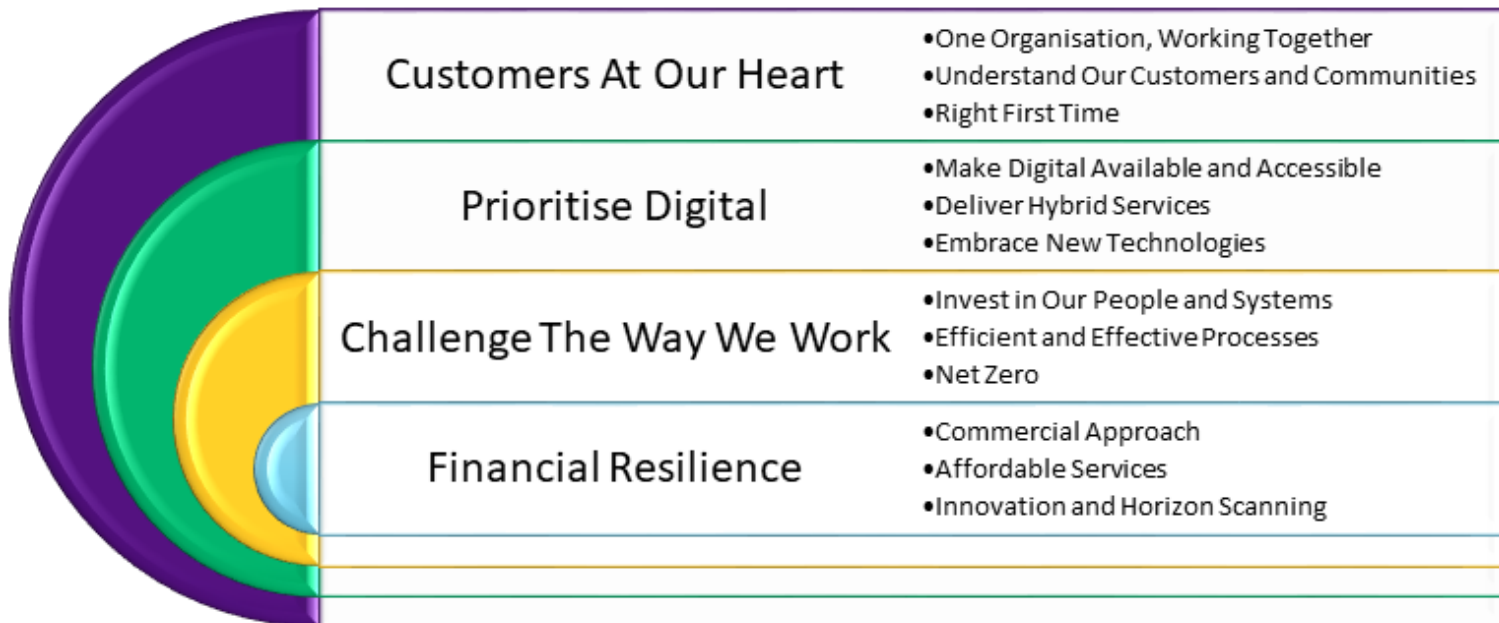 Customers At Our Heart
•One Organisation, Working Together
•Understand Our Customers and Communities
•Right First Time
Prioritise Digital
•Make Digital Available and Accessible
•Deliver Hybrid Services
•Embrace New Technologies
Challenge The Way We Work
•Invest in Our People and Systems
•Efficient and Effective Processes
•Net Zero
Financial Resilience
•Commercial Approach
•Affordable Services
•Innovation and Horizon Scanning